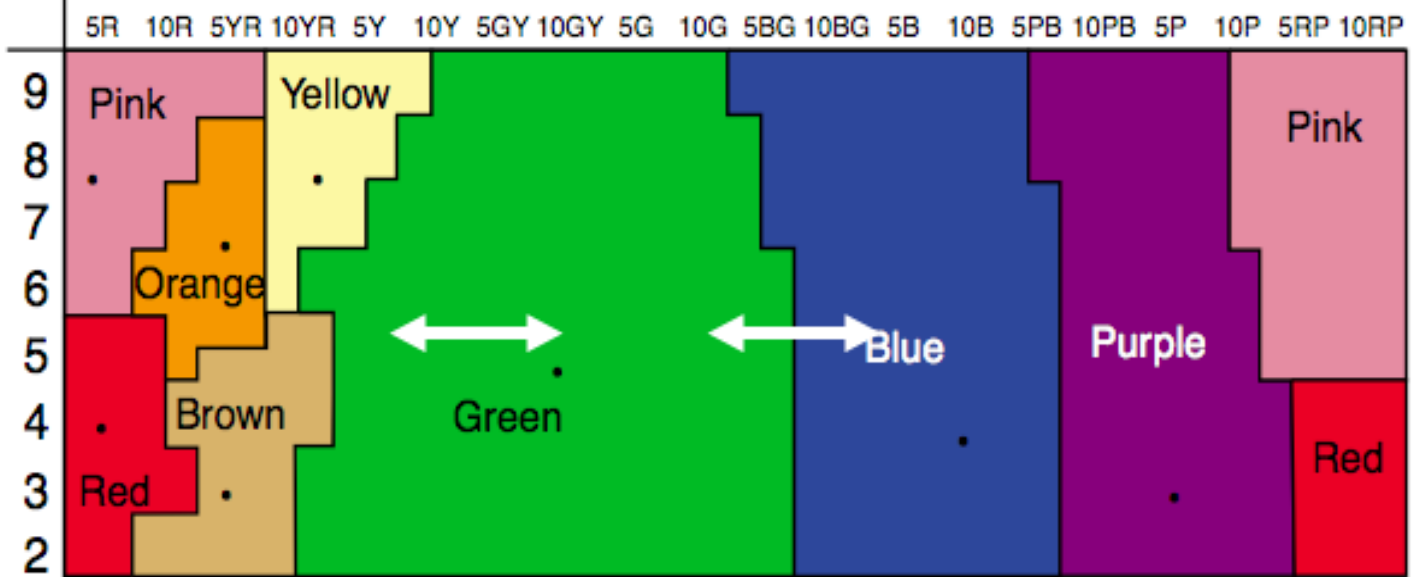 5R 10R 5YR 10YR 5Y 10Y 5GY 10GY 5G 10G 5BG 10BG 5B 10B 5PB 10PB 5P 10P 5RP 10RP
9
Pink
Yellow
Pink
8
7
6
Orange
5
Blue
Purple
4
Brown
Green
3
Red
Red
2